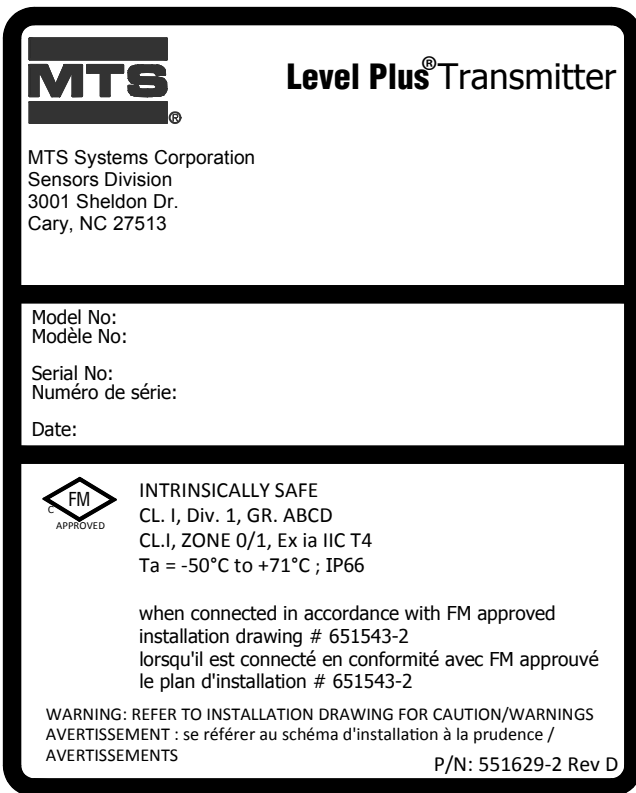 MTS
®
Level Plus® Transmitter
MTS Systems Corporation
Sensors Division
3001 Sheldon Dr.
Cary, NC 27513
Model No:
Modèle No:
Serial No:
Numéro de série:
Date:
FM
C
APPROVED
INTRINSICALLY SAFE
CL. I, Div. 1, GR. ABCD
CL.I, ZONE 0/1, Ex ia IIC T4
Ta = -50°C to +71°C ; IP66
when connected in accordance with FM approved
installation drawing # 651543-2
lorsqu'il est connecté en conformité avec FM approuvé
le plan d'installation # 651543-2
WARNING: REFER TO INSTALLATION DRAWING FOR CAUTION/WARNINGS
AVERTISSEMENT : se référer au schéma d'installation à la prudence /
AVERTISSEMENTS
P/N: 551629-2 Rev D